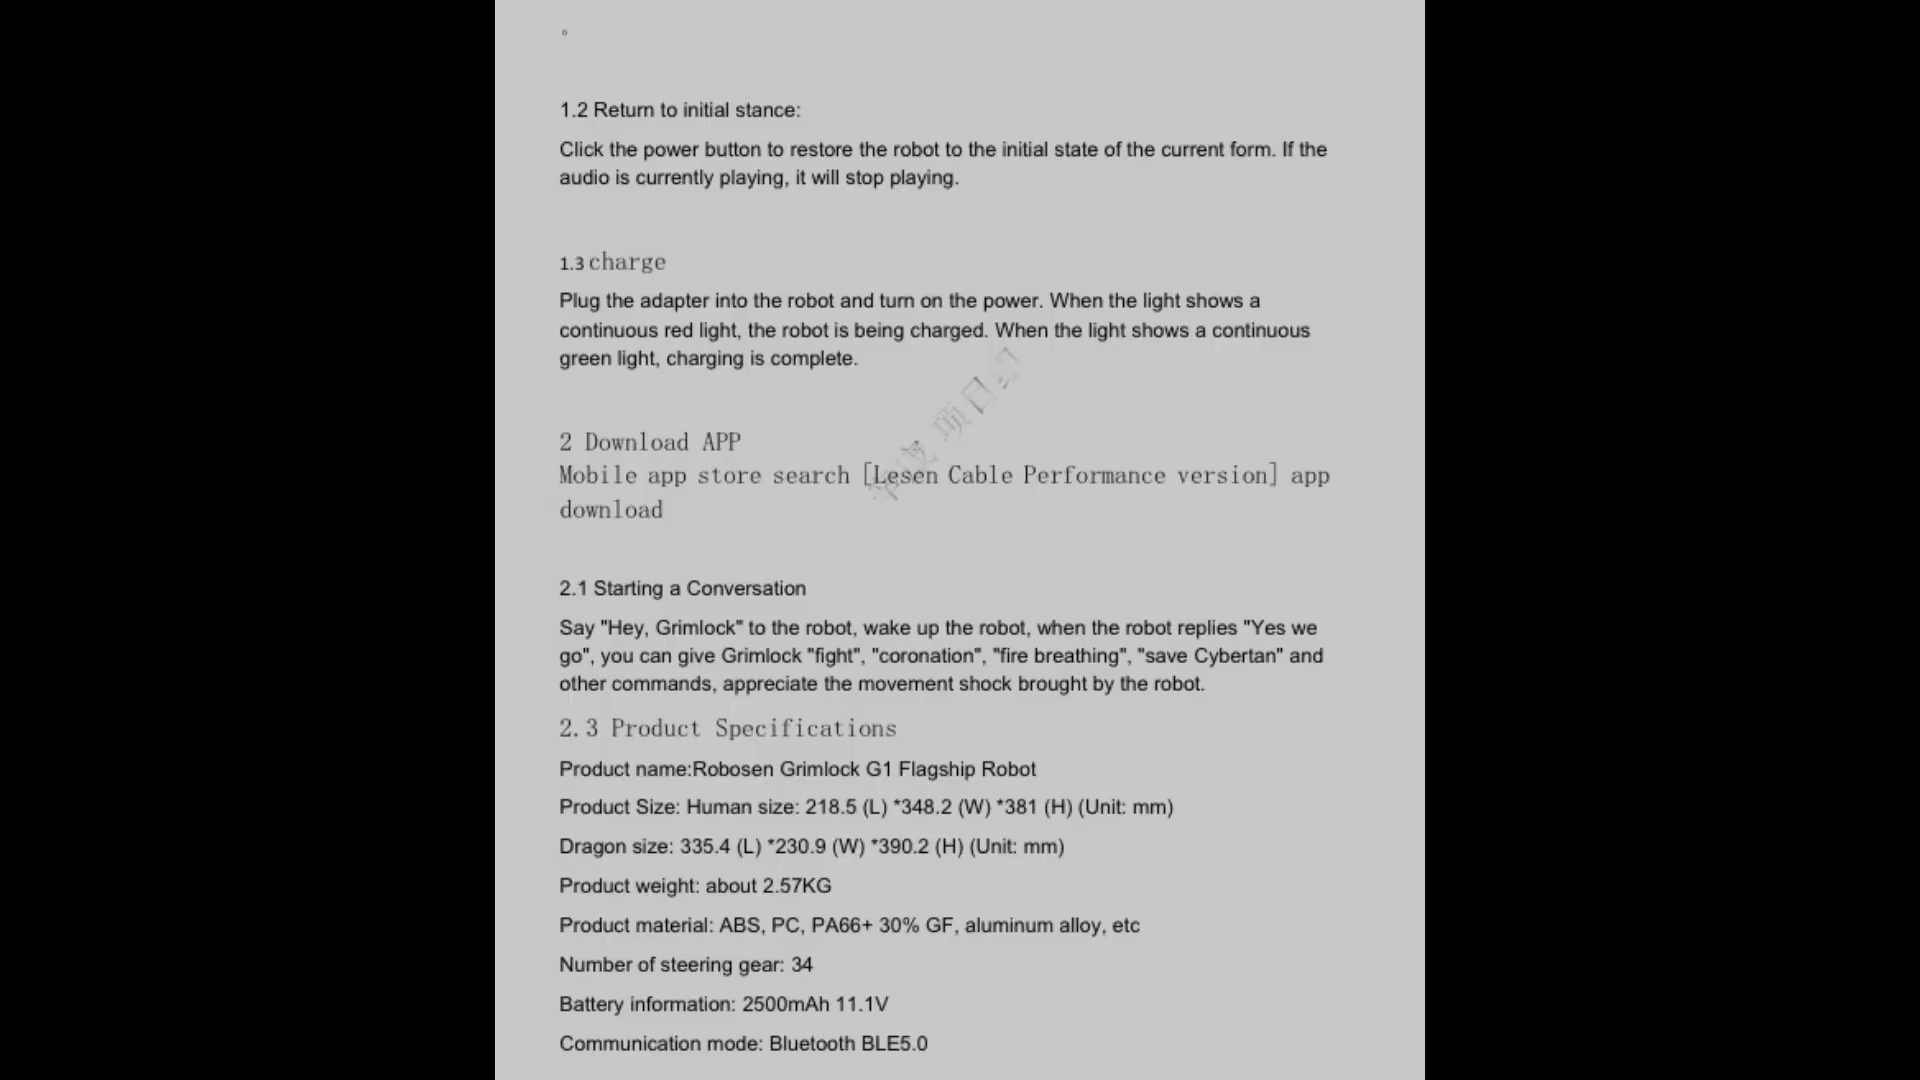 。
1.2 Return to initial stance:
Click the power button to restore the robot to the initial state of the current form. If the
audio is currently playing, it will stop playing.
1.3 charge
Plug the adapter into the robot and turn on the power. When the light shows a
continuous red light, the robot is being charged. When the light shows a continuous
green light, charging is complete.
项目
2 Download APP
Mobile app store search [Lesen Cable Performance version] app
download
2.1 Starting a Conversation
Say "Hey, Grimlock" to the robot, wake up the robot, when the robot replies "Yes we
go", you can give Grimlock "fight", "coronation", "fire breathing", "save Cybertan" and
other commands, appreciate the movement shock brought by the robot.
2.3 Product Specifications
Product name:Robosen Grimlock G1 Flagship Robot
Product Size: Human size: 218.5 (L) *348.2 (W) *381 (H) (Unit: mm)
Dragon size: 335.4 (L) *230.9 (W) *390.2 (H) (Unit: mm)
Product weight: about 2.57KG
Product material: ABS, PC, PA66+ 30% GF, aluminum alloy, etc
Number of steering gear: 34
Battery information: 2500mAh 11.1V
Communication mode: Bluetooth BLE5.0